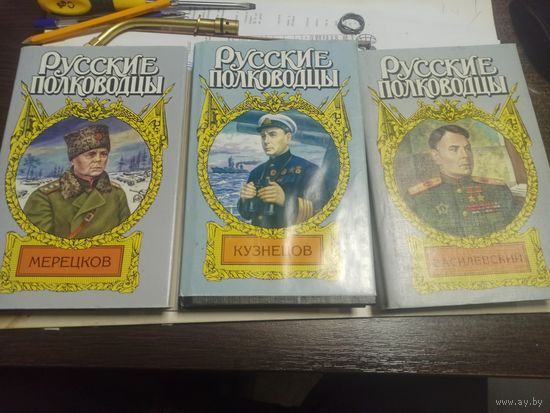 РУССКИЕ
ПОЛКОВОДЦЫ
МЕРЕЦКОВ
РУССКИЕ
ПОЛКОВОДЦЫ
КУЗНЕЦОВ
РУССКИЕ
ПОЛКОВОДЦЫ
ВАСИЛЕВСКИЙ
www.ay.by